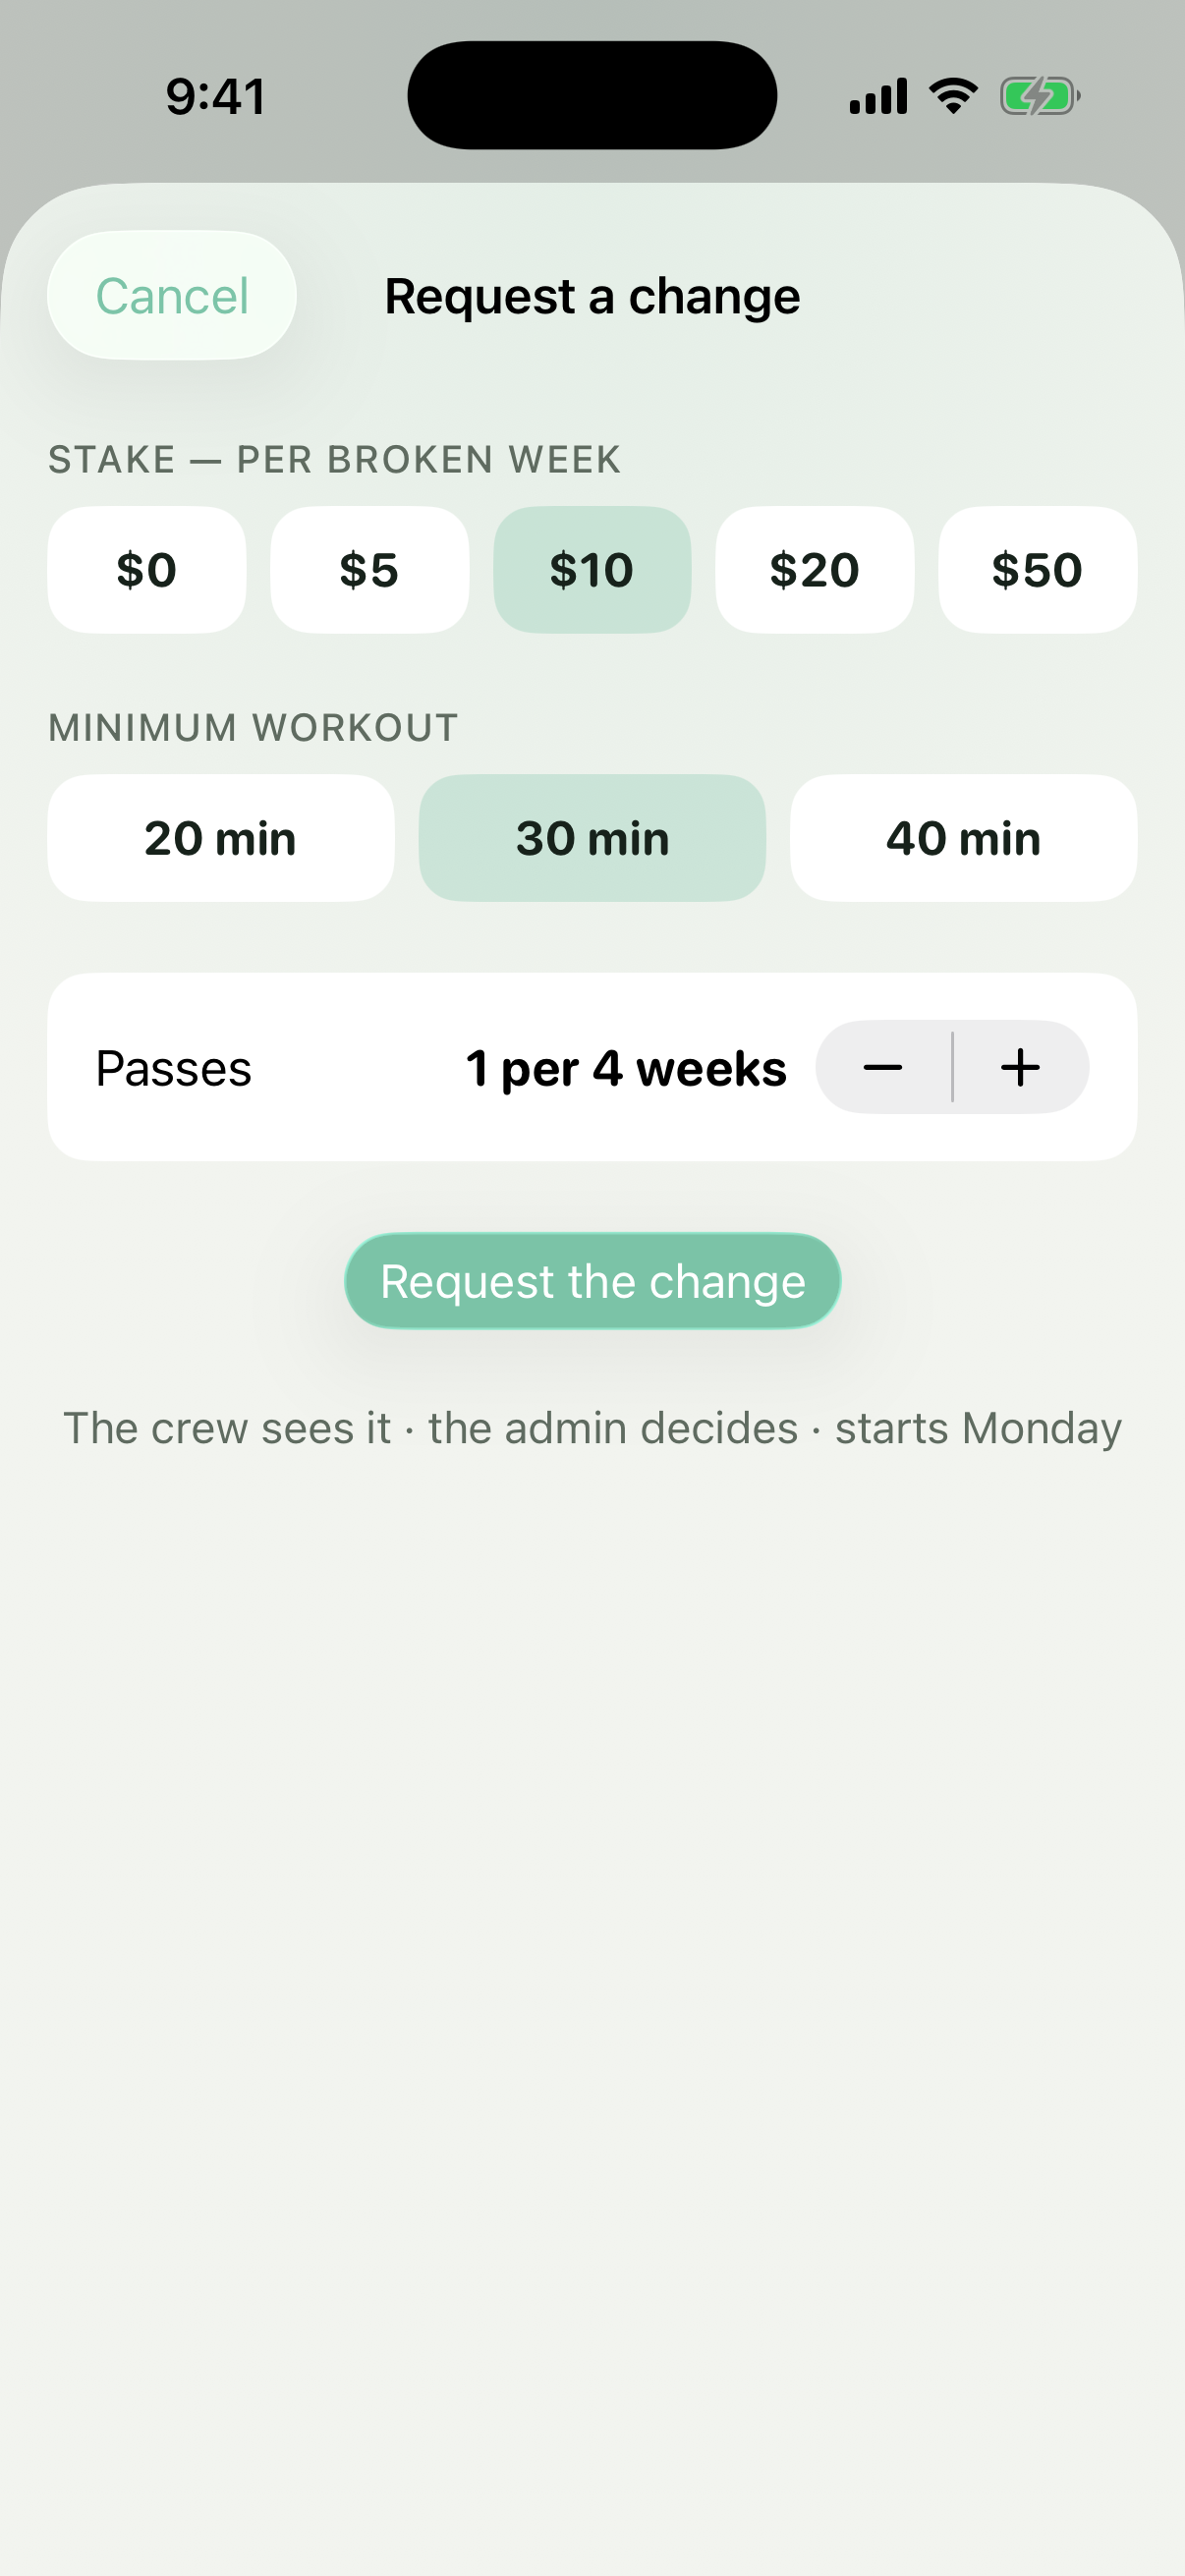 9:41
Cancel
Request a change
STAKE — PER BROKEN WEEK
$0 $5 $10 $20 $50
MINIMUM WORKOUT
20 min 30 min 40 min
Passes 1 per 4 weeks − +
Request the change
The crew sees it · the admin decides · starts Monday